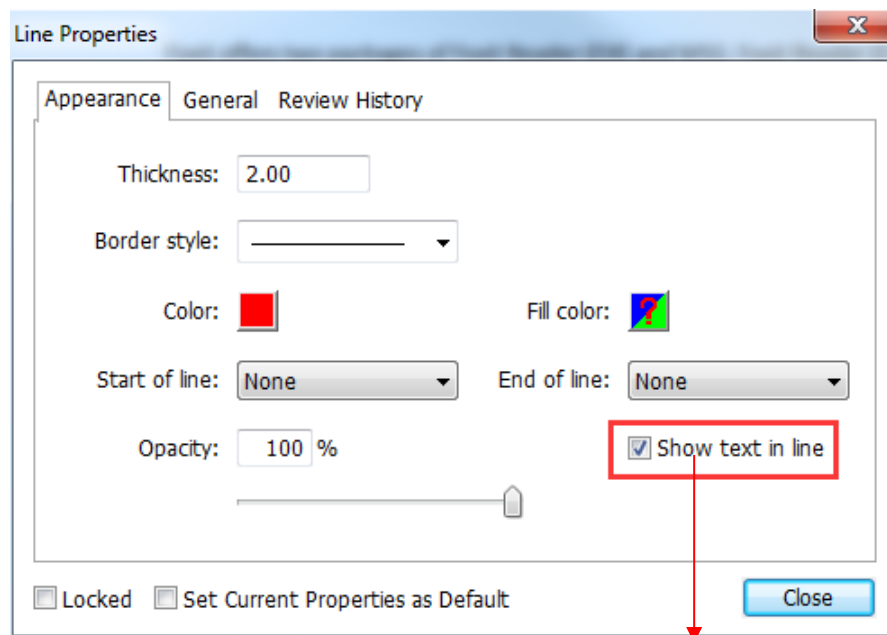 Line Properties
Appearance General Review History
Thickness: 2.00
Border style:
Color: Fill color: ?
Start of line: None End of line: None
Opacity: 100 % Show text in line
Locked Set Current Properties as Default Close